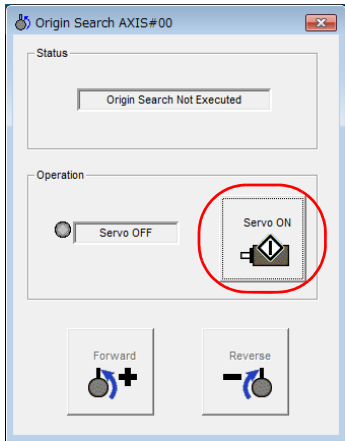 Origin Search AXIS#00
Status
Origin Search Not Executed
Operation
Servo OFF
Servo ON
Forward
Reverse